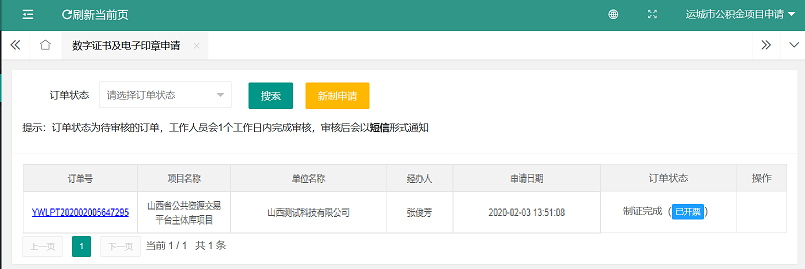 刷新当前页
运城市公积金项目申请
数字证书及电子印章申请
订单状态
请选择订单状态
搜索
新制申请
提示：订单状态为待审核的订单，工作人员会1个工作日内完成审核，审核后会以短信形式通知
订单号 项目名称 单位名称 经办人 申请日期 订单状态 操作
YWLPT202002005647295 山西省公共资源交易平台主体库项目 山西测试科技有限公司 张俊芳 2020-02-03 13:51:08 制证完成（已开票）
上一页 1 下一页 当前 1 / 1 共 1 条